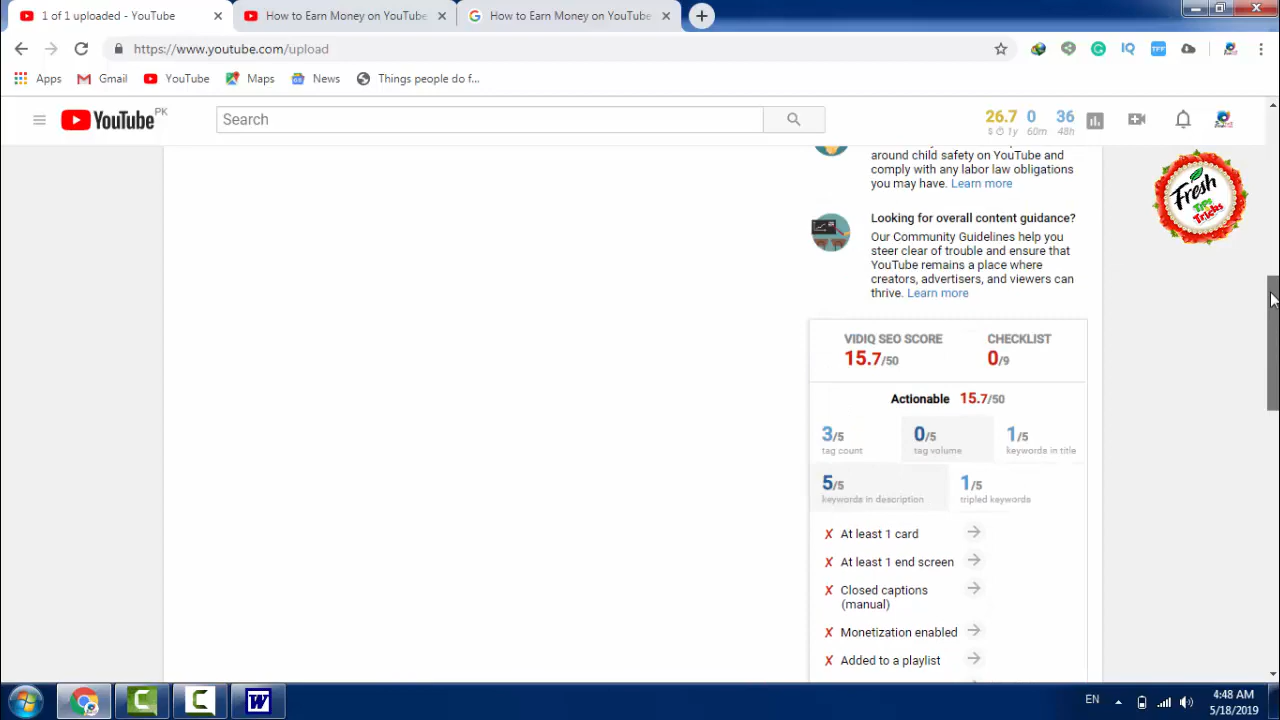 1 of 1 uploaded - YouTube
How to Earn Money on YouTube
How to Earn Money on YouTube
https://www.youtube.com/upload
IQ
Apps
Gmail
YouTube
Maps
News
Things people do f...
YouTube PK
Search
26.7 0 36
$ 1y 60m 48h
around child safety on YouTube and
comply with any labor law obligations
you may have. Learn more
Looking for overall content guidance?
Our Community Guidelines help you
steer clear of trouble and ensure that
YouTube remains a place where
creators, advertisers, and viewers can
thrive. Learn more
Fresh
Tips
Tricks
VIDIQ SEO SCORE
15.7/50
CHECKLIST
0/9
Actionable 15.7/50
3/5
tag count
0/5
tag volume
1/5
keywords in title
5/5
keywords in description
1/5
tripled keywords
✗ At least 1 card
✗ At least 1 end screen
✗ Closed captions
(manual)
✗ Monetization enabled
✗ Added to a playlist
EN
4:48 AM
5/18/2019